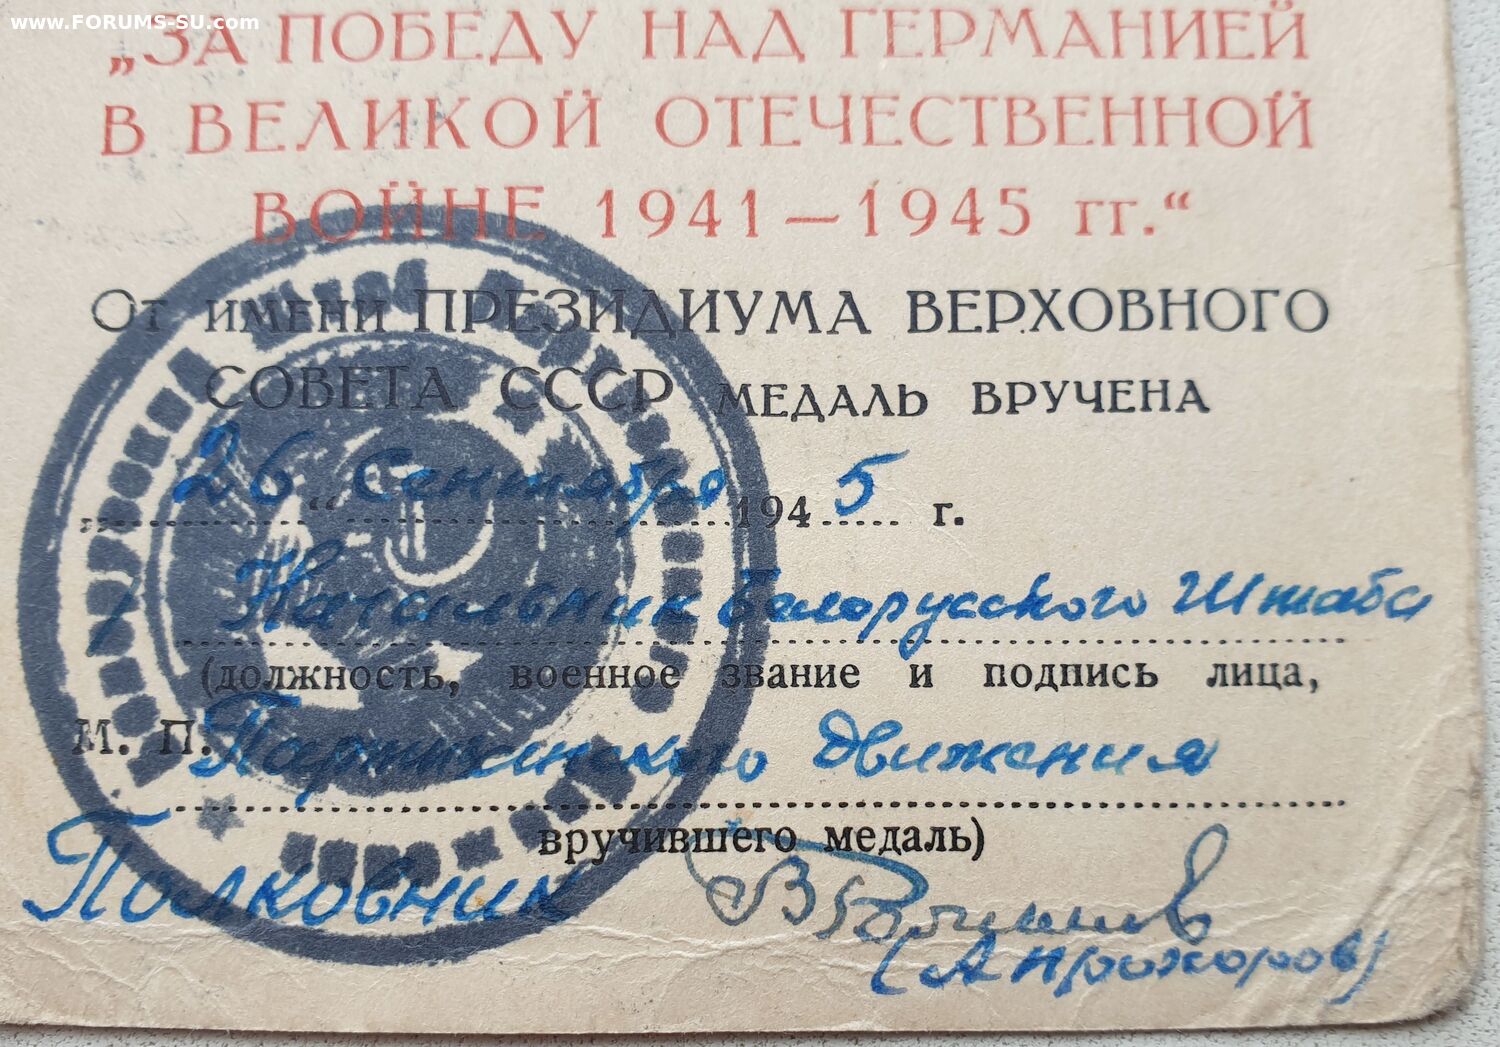 www.FORUMS-SU.com
„ЗА ПОБЕДУ НАД ГЕРМАНИЕЙ
В ВЕЛИКОЙ ОТЕЧЕСТВЕННОЙ
ВОЙНЕ 1941—1945 гг.“
От имени ПРЕЗИДИУМА ВЕРХОВНОГО
СОВЕТА СССР МЕДАЛЬ ВРУЧЕНА
26 “ Сентября 1945 г.
Начальник Белорусского Штаба
(должность, военное звание и подпись лица,
М. П. Партизанского движения
вручившего медаль)
Полковник
(А Прохоров)